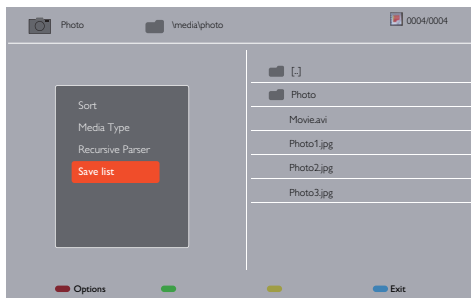 Photo \media\photo 0004/0004
[..]
Photo
Movie.avi
Photo1.jpg
Photo2.jpg
Photo3.jpg
Sort
Media Type
Recursive Parser
Save list
Options Exit